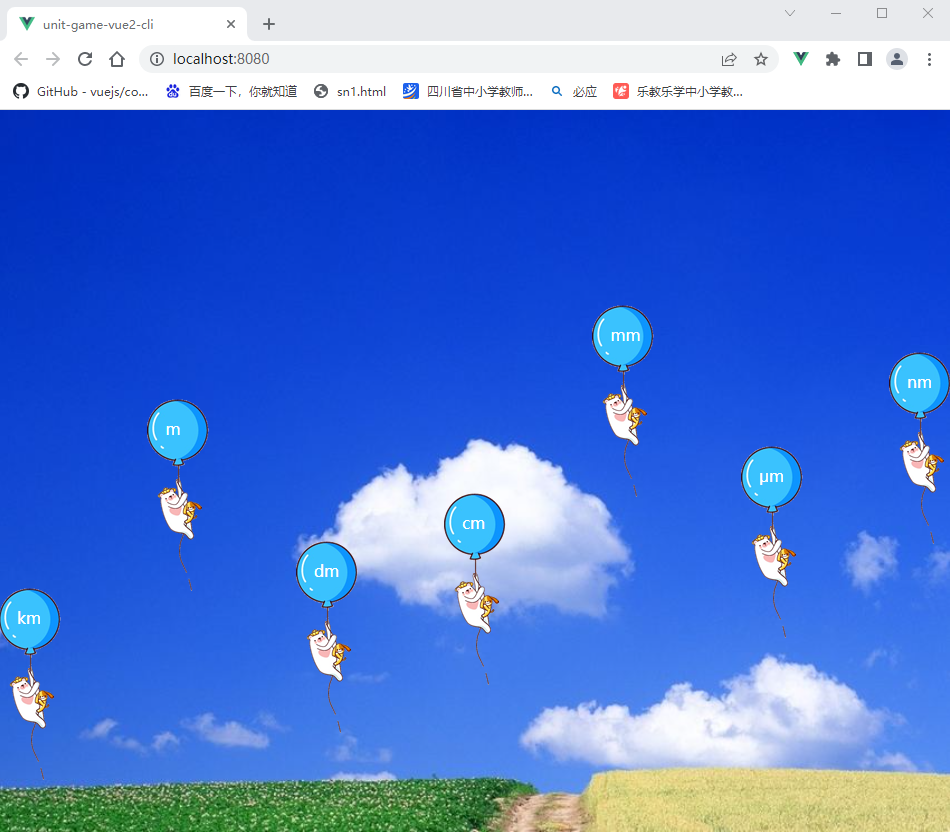 unit-game-vue2-cli
localhost:8080
GitHub - vuejs/co... 百度一下，你就知道 sn1.html 四川省中小学教师... 必应 乐教乐学中小学教...
mm
nm
m
μm
cm
dm
km